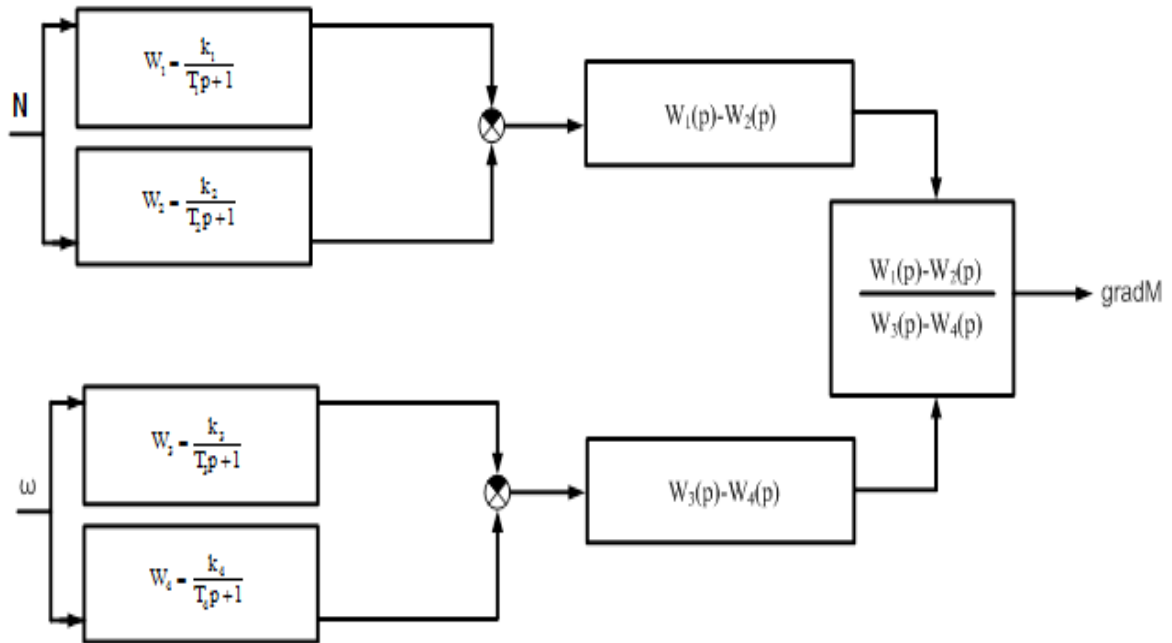 N
W₁ = k₁ / (T₁p+1)
W₂ = k₂ / (T₂p+1)
W₁(p)-W₂(p)
W₁(p)-W₂(p)
W₃(p)-W₄(p)
gradM
ω
W₃ = k₃ / (T₃p+1)
W₄ = k₄ / (T₄p+1)
W₃(p)-W₄(p)